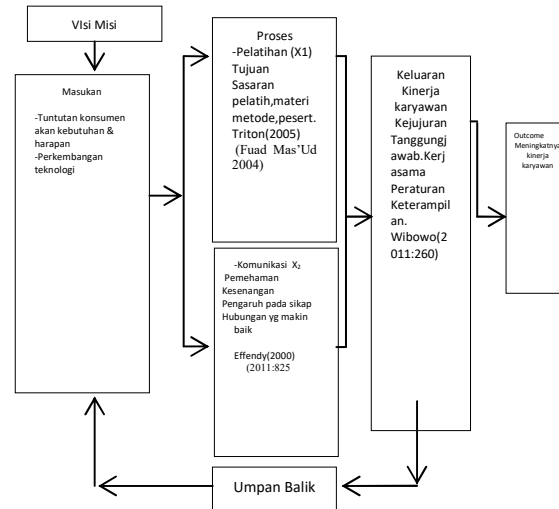 VIsi Misi
Masukan
-Tuntutan konsumen
akan kebutuhan &
harapan
-Perkembangan
teknologi
Proses
-Pelatihan (X1)
Tujuan
Sasaran
pelatih,materi
metode,pesert.
Triton(2005)
(Fuad Mas'Ud
2004)
-Komunikasi X₂
Pemehaman
Kesenangan
Pengaruh pada sikap
Hubungan yg makin
baik
Effendy(2000)
(2011:825
Keluaran
Kinerja
karyawan
Kejujuran
Tanggungj
awab.Kerj
asama
Peraturan
Keterampil
an.
Wibowo(2
011:260)
Outcome
Meningkatnya
kinerja
karyawan
Umpan Balik